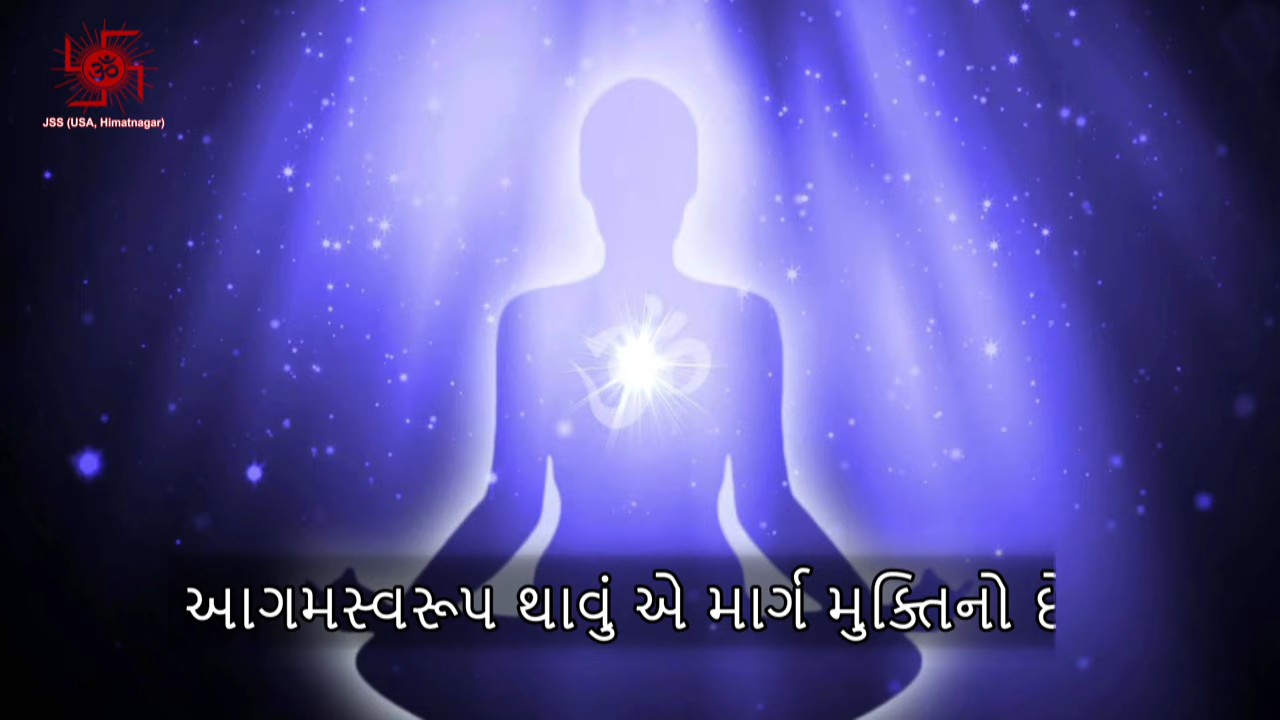 ૐ
JSS (USA, Himatnagar)
ૐ
આગમસ્વરૂપ થાવું એ માર્ગ મુક્તિનો